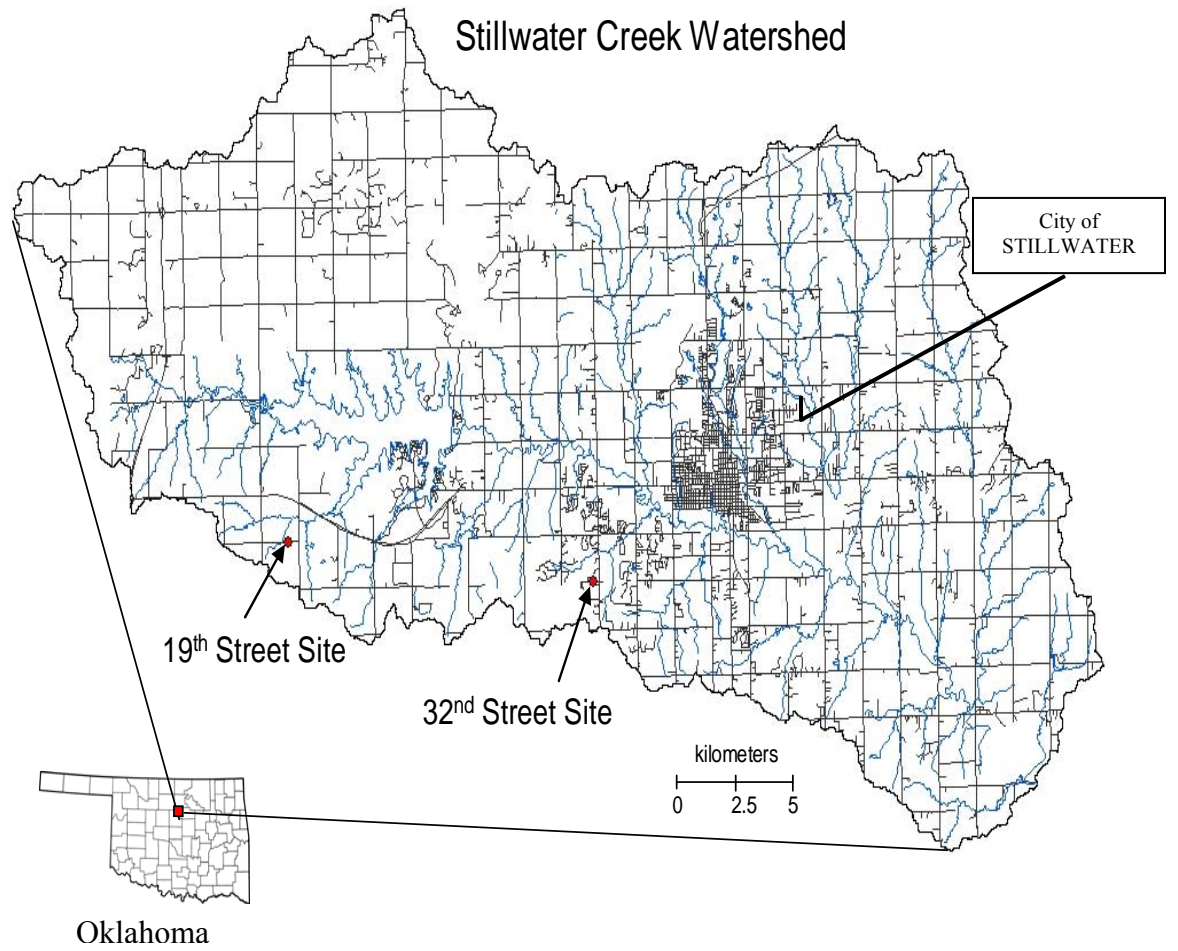 Stillwater Creek Watershed
City of
STILLWATER
19th Street Site
32nd Street Site
kilometers
0 2.5 5
Oklahoma